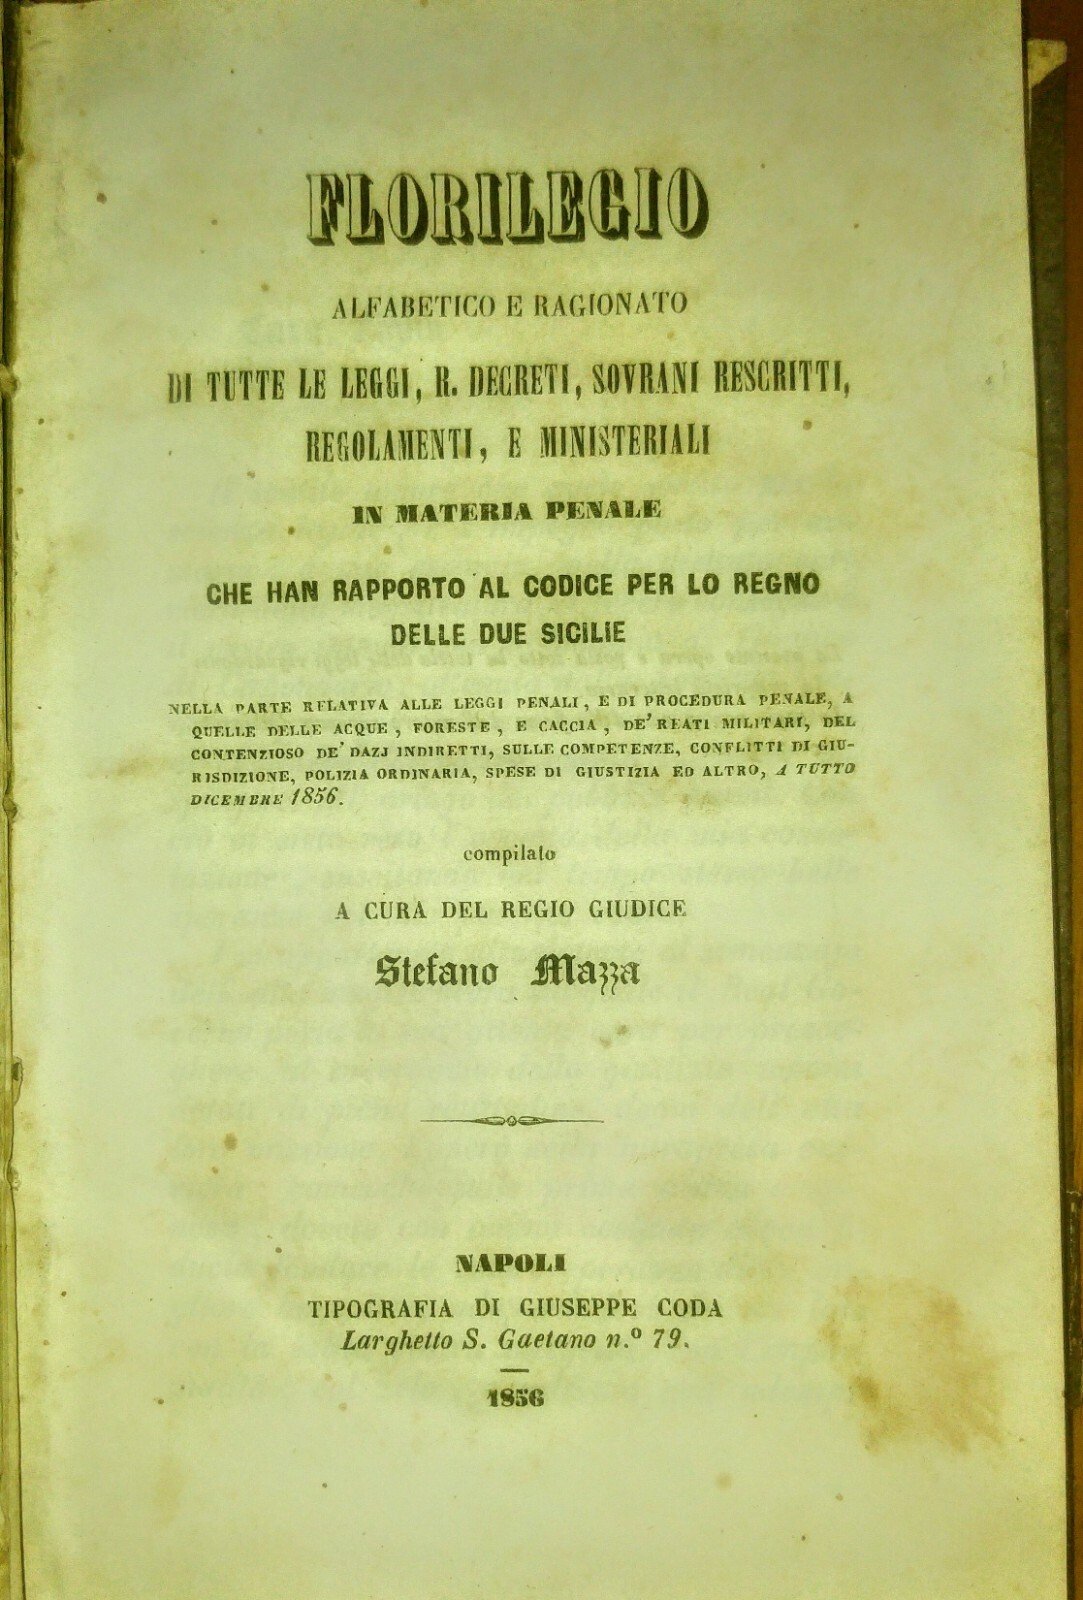 FLORILEGIO
ALFABETICO E RAGIONATO
DI TUTTE LE LEGGI, R. DECRETI, SOVRANI RESCRITTI,
REGOLAMENTI, E MINISTERIALI
IN MATERIA PENALE
CHE HAN RAPPORTO AL CODICE PER LO REGNO
DELLE DUE SICILIE
NELLA PARTE RELATIVA ALLE LEGGI PENALI, E DI PROCEDURA PENALE, A
QUELLE DELLE ACQUE, FORESTE, E CACCIA, DE' REATI MILITARI, DEL
CONTENZIOSO DE' DAZJ INDIRETTI, SULLE COMPETENZE, CONFLITTI DI GIU-
RISDIZIONE, POLIZIA ORDINARIA, SPESE DI GIUSTIZIA ED ALTRO, A TUTTO
DICEMBRE 1856.
compilato
A CURA DEL REGIO GIUDICE
Stefano Mazza
NAPOLI
TIPOGRAFIA DI GIUSEPPE CODA
Larghetto S. Gaetano n.º 79.
1856